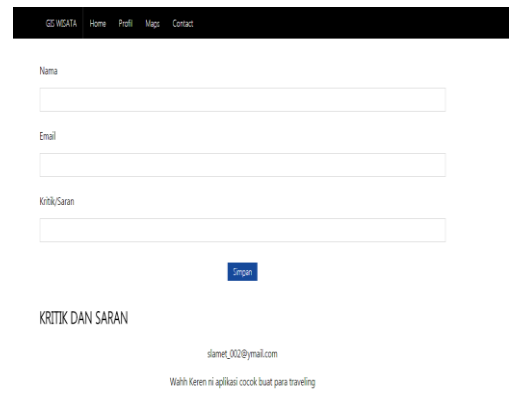 GIS WISATA Home Profil Maps Contact
Nama
Email
Kritik/Saran
Simpan
KRITIK DAN SARAN
slamet_002@ymail.com
Wahh Keren ni aplikasi cocok buat para traveling